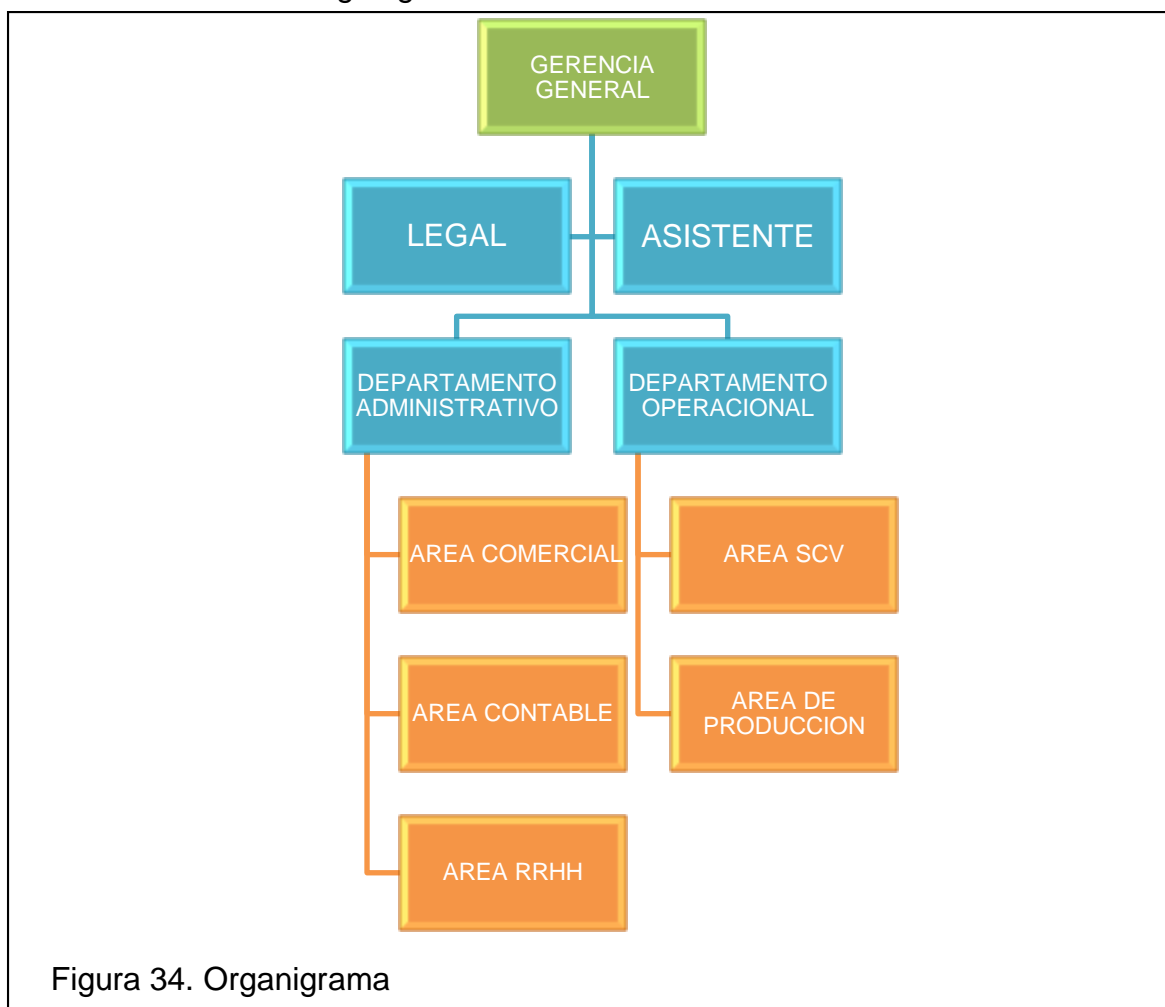 GERENCIA
GENERAL
LEGAL
ASISTENTE
DEPARTAMENTO
ADMINISTRATIVO
DEPARTAMENTO
OPERACIONAL
AREA COMERCIAL
AREA SCV
AREA CONTABLE
AREA DE
PRODUCCION
AREA RRHH
Figura 34. Organigrama